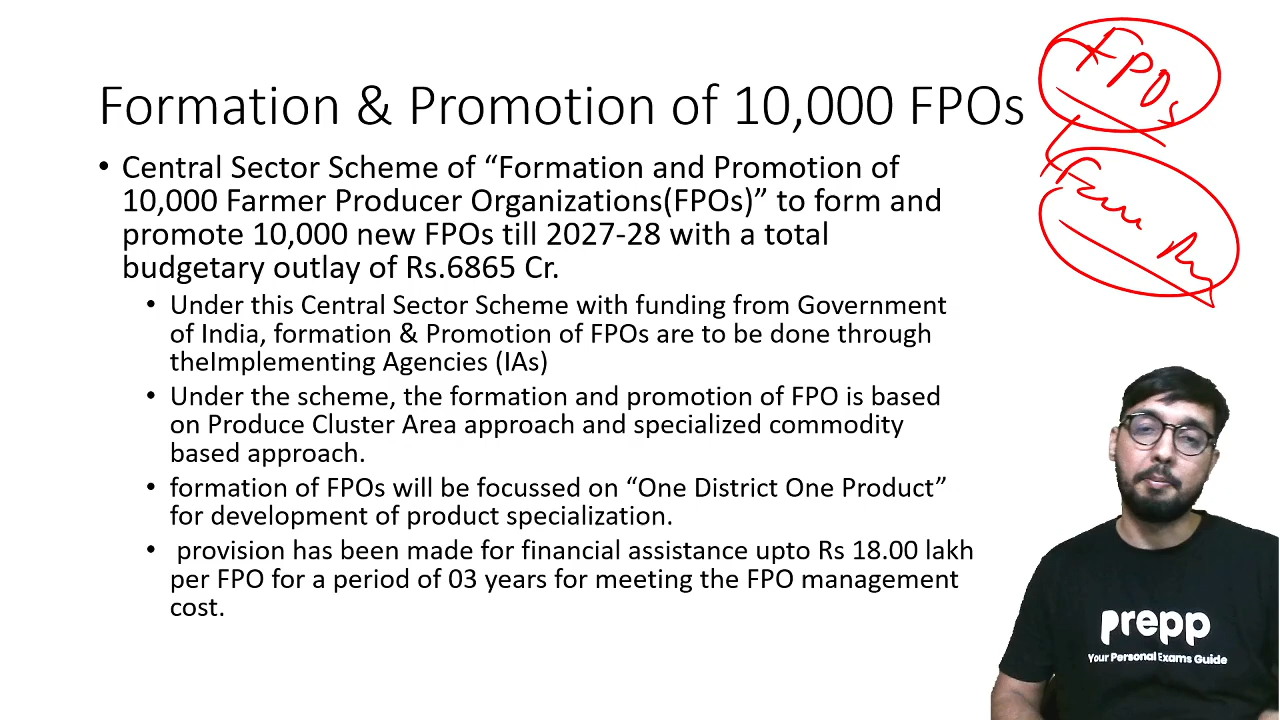 Formation & Promotion of 10,000 FPOs
• Central Sector Scheme of “Formation and Promotion of
10,000 Farmer Producer Organizations(FPOs)” to form and
promote 10,000 new FPOs till 2027-28 with a total
budgetary outlay of Rs.6865 Cr.
• Under this Central Sector Scheme with funding from Government
of India, formation & Promotion of FPOs are to be done through
theImplementing Agencies (IAs)
• Under the scheme, the formation and promotion of FPO is based
on Produce Cluster Area approach and specialized commodity
based approach.
• formation of FPOs will be focussed on “One District One Product”
for development of product specialization.
• provision has been made for financial assistance upto Rs 18.00 lakh
per FPO for a period of 03 years for meeting the FPO management
cost.
FPOs
prepp
Your Personal Exams Guide